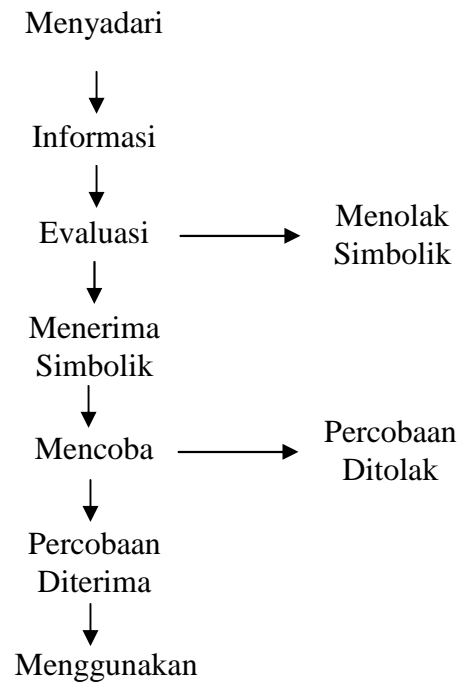 Menyadari
Informasi
Evaluasi
Menolak
Simbolik
Menerima
Simbolik
Mencoba
Percobaan
Ditolak
Percobaan
Diterima
Menggunakan